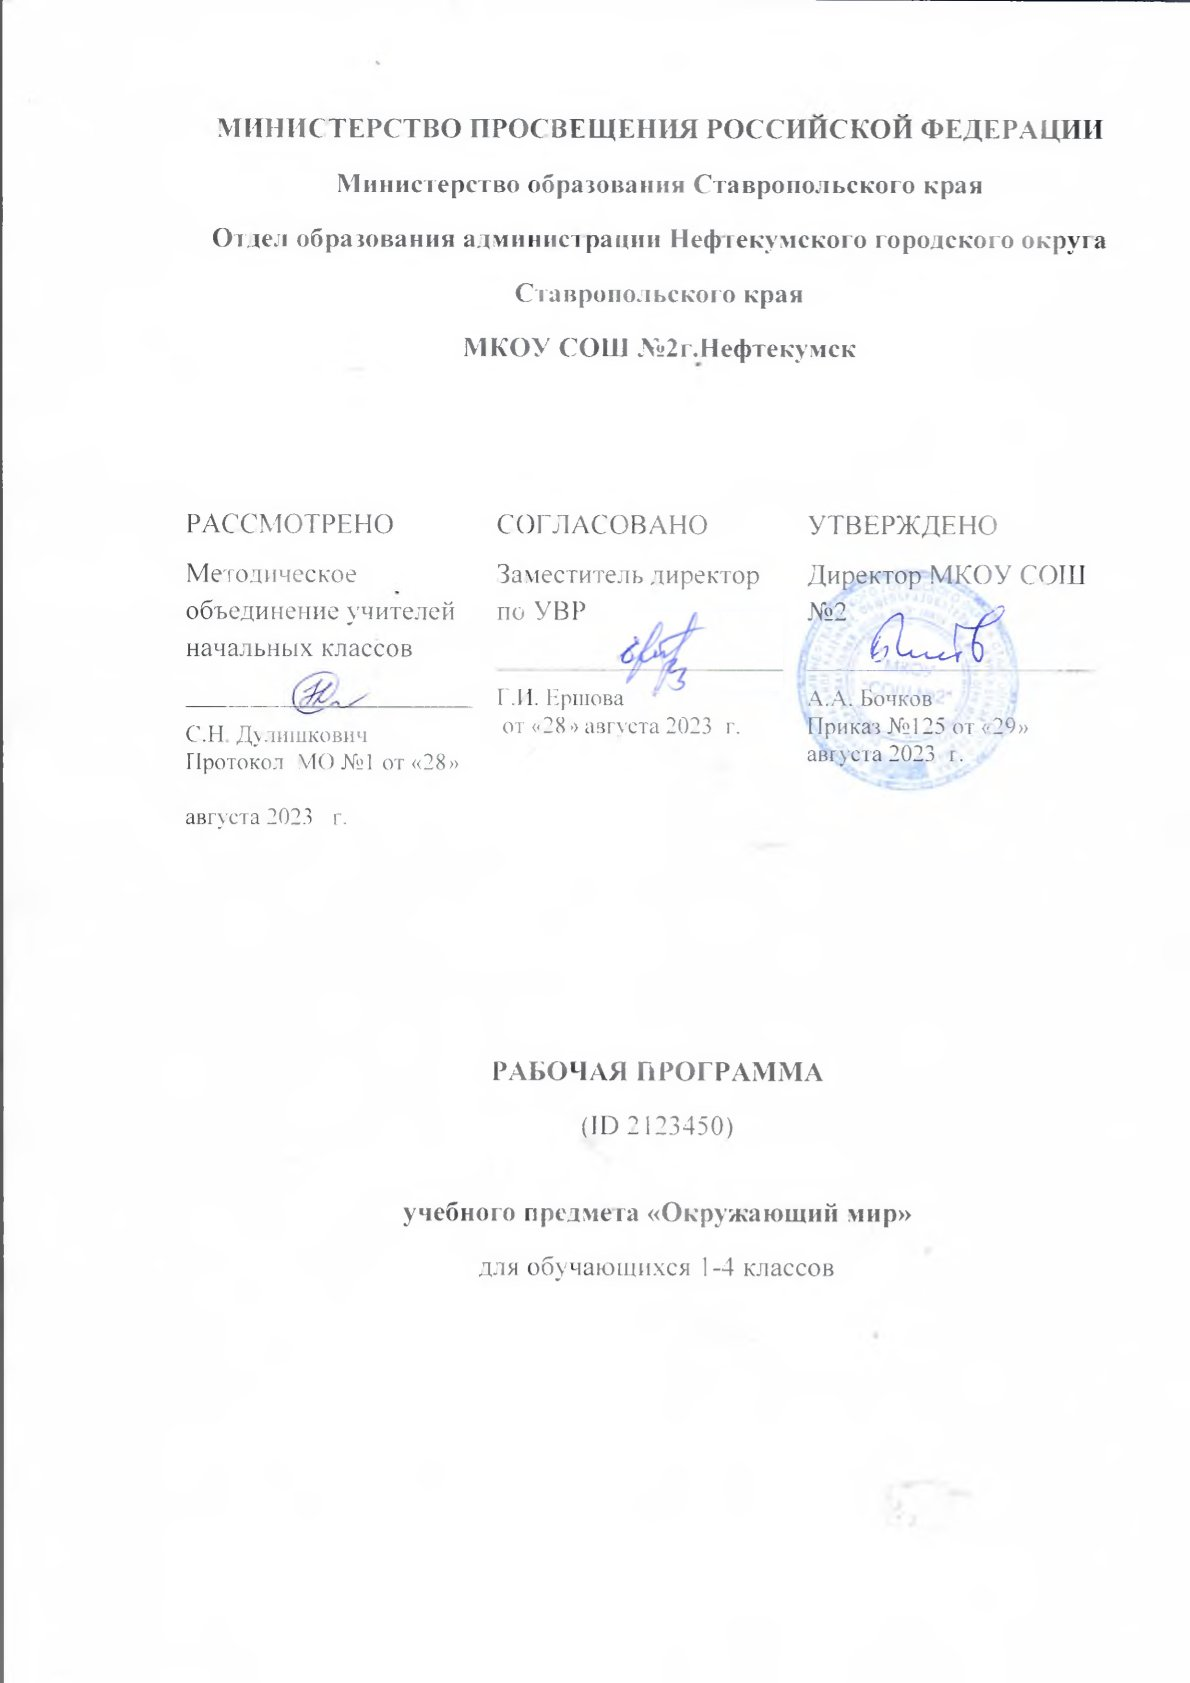 МИНИСТЕРСТВО ПРОСВЕЩЕНИЯ РОССИЙСКОЙ ФЕДЕРАЦИИ
Министерство образования Ставропольского края
Отдел образования администрации Нефтекумского городского округа
Ставропольского края
МКОУ СОШ №2г.Нефтекумск
РАССМОТРЕНО
Методическое
объединение учителей
начальных классов
С.Н. Дулишкович
Протокол МО №1 от «28»
августа 2023 г.
СОГЛАСОВАНО
Заместитель директор
по УВР
Г.И. Ершова
от «28» августа 2023 г.
УТВЕРЖДЕНО
Директор МКОУ СОШ
№2
МКОУ
"СОШ №2"
А.А. Бочков
Приказ №125 от «29»
августа 2023 г.
РАБОЧАЯ ПРОГРАММА
(ID 2123450)
учебного предмета «Окружающий мир»
для обучающихся 1-4 классов